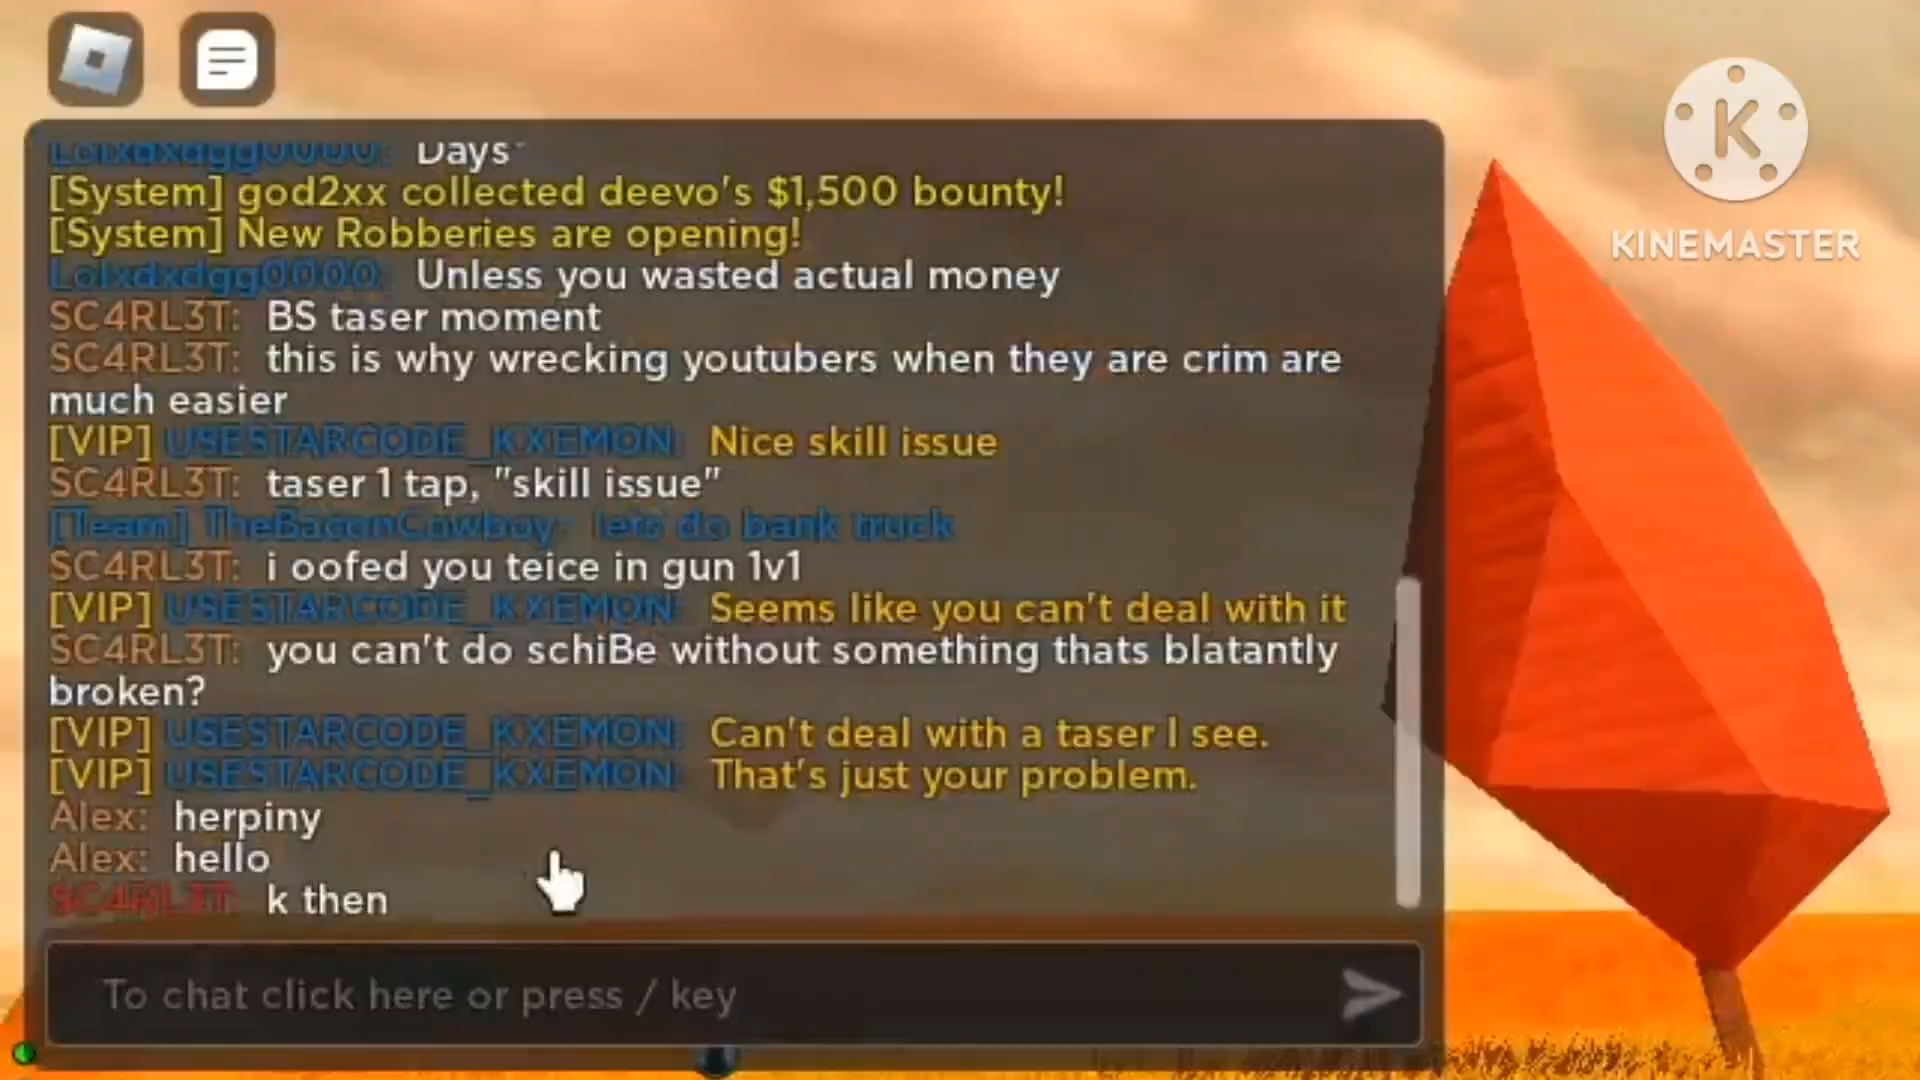 Lolxdxdgg0000: Days*
[System] god2xx collected deevo's $1,500 bounty!
[System] New Robberies are opening!
Lolxdxdgg0000: Unless you wasted actual money
SC4RL3T: BS taser moment
SC4RL3T: this is why wrecking youtubers when they are crim are
much easier
[VIP] USESTARCODE_KXEMON: Nice skill issue
SC4RL3T: taser 1 tap, "skill issue"
[Team] TheBaconCowboy: lets do bank truck
SC4RL3T: i oofed you teice in gun 1v1
[VIP] USESTARCODE_KXEMON: Seems like you can't deal with it
SC4RL3T: you can't do schiBe without something thats blatantly
broken?
[VIP] USESTARCODE_KXEMON: Can't deal with a taser I see.
[VIP] USESTARCODE_KXEMON: That's just your problem.
Alex: herpiny
Alex: hello
SC4RL3T: k then
To chat click here or press / key
K
KINEMASTER